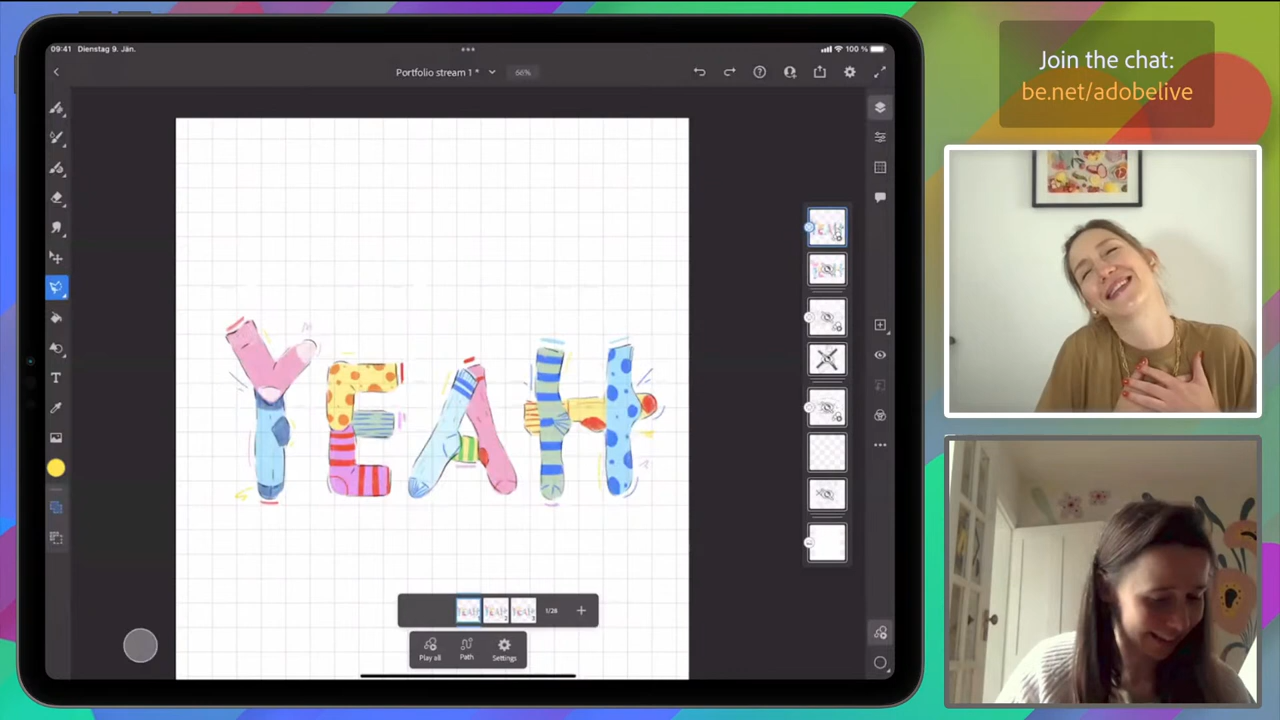 09:41 Dienstag 9. Jän.
100 %
Portfolio stream 1 *
66%
YEAH
1/28
Play all
Path
Settings
Join the chat:
be.net/adobelive